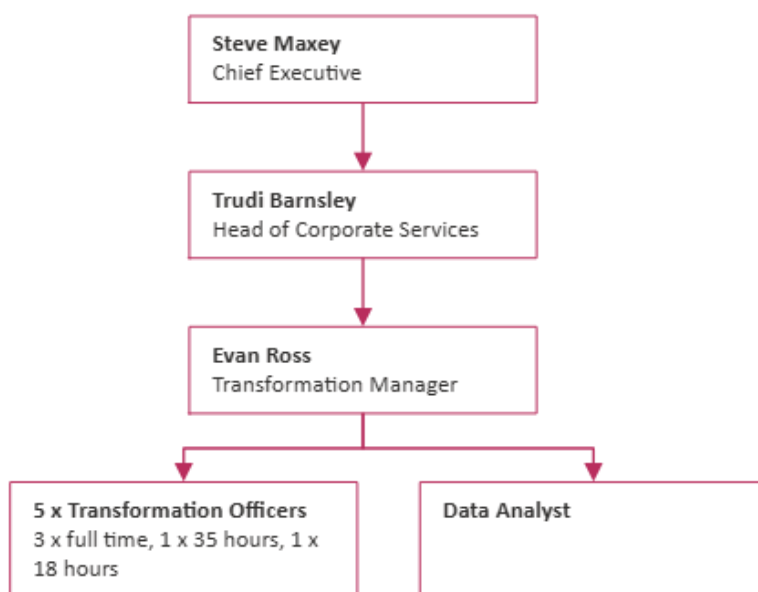 Steve Maxey
Chief Executive
Trudi Barnsley
Head of Corporate Services
Evan Ross
Transformation Manager
5 x Transformation Officers
3 x full time, 1 x 35 hours, 1 x
18 hours
Data Analyst